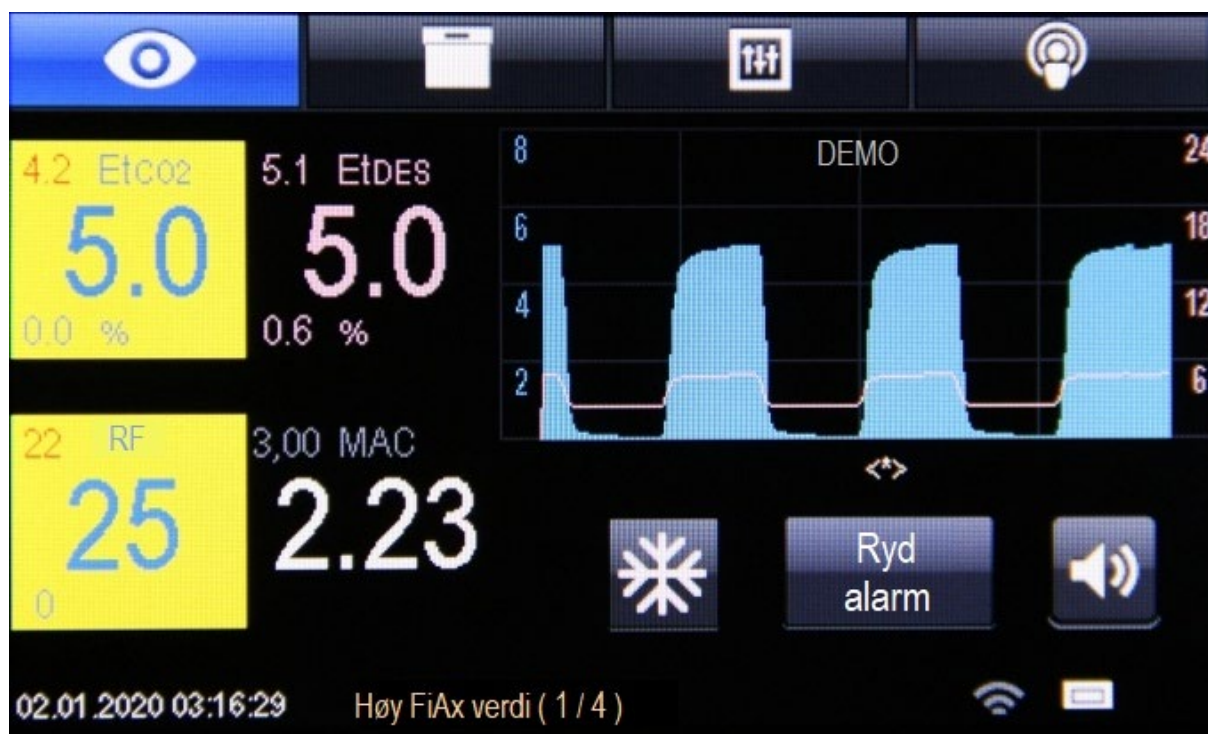 4.2 EtCO2
5.0
0.0 %
5.1 EtDES
5.0
0.6 %
8 DEMO 24
6 18
4 12
2 6
<*>
22 RF
25
0
3,00 MAC
2.23
Ryd
alarm
02.01.2020 03:16:29 Høy FiAx verdi ( 1 / 4 )